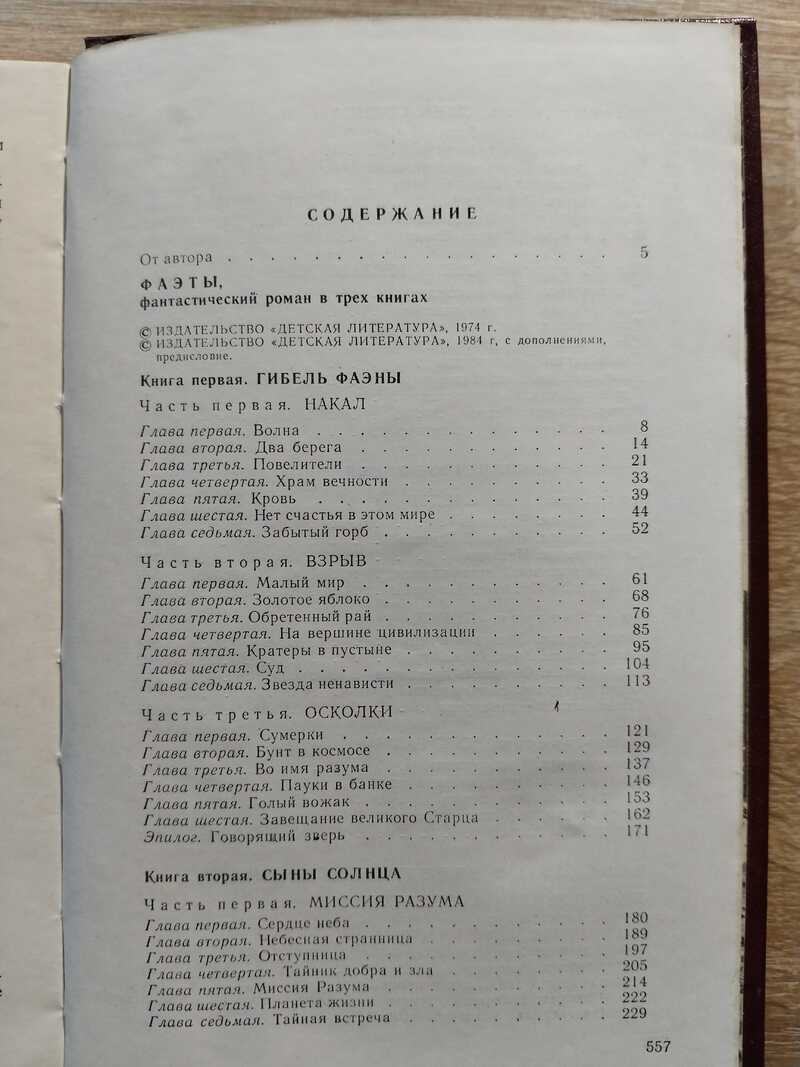 СОДЕРЖАНИЕ
От автора . . . . . . . . . . . . . . . . . . 5
ФАЭТЫ,
фантастический роман в трех книгах
© ИЗДАТЕЛЬСТВО «ДЕТСКАЯ ЛИТЕРАТУРА», 1974 г.
© ИЗДАТЕЛЬСТВО «ДЕТСКАЯ ЛИТЕРАТУРА», 1984 г, с дополнениями,
предисловие.
Книга первая. ГИБЕЛЬ ФАЭНЫ
Часть первая. НАКАЛ
Глава первая. Волна . . . . . . . . . . . . 8
Глава вторая. Два берега . . . . . . . . . . 14
Глава третья. Повелители . . . . . . . . . . 21
Глава четвертая. Храм вечности . . . . . . . . 33
Глава пятая. Кровь . . . . . . . . . . . . 39
Глава шестая. Нет счастья в этом мире . . . . . . 44
Глава седьмая. Забытый горб . . . . . . . . . 52
Часть вторая. ВЗРЫВ
Глава первая. Малый мир . . . . . . . . . . 61
Глава вторая. Золотое яблоко . . . . . . . . . 68
Глава третья. Обретенный рай . . . . . . . . . 76
Глава четвертая. На вершине цивилизации . . . . . 85
Глава пятая. Кратеры в пустыне . . . . . . . . 95
Глава шестая. Суд . . . . . . . . . . . . 104
Глава седьмая. Звезда ненависти . . . . . . . . 113
Часть третья. ОСКОЛКИ
Глава первая. Сумерки . . . . . . . . . . . 121
Глава вторая. Бунт в космосе . . . . . . . . . 129
Глава третья. Во имя разума . . . . . . . . . 137
Глава четвертая. Пауки в банке . . . . . . . . 146
Глава пятая. Голый вожак . . . . . . . . . . 153
Глава шестая. Завещание великого Старца . . . . . 162
Эпилог. Говорящий зверь . . . . . . . . . . 171
Книга вторая. СЫНЫ СОЛНЦА
Часть первая. МИССИЯ РАЗУМА
Глава первая. Сердце неба . . . . . . . . . . 180
Глава вторая. Небесная странница . . . . . . . 189
Глава третья. Отступница . . . . . . . . . . 197
Глава четвертая. Тайник добра и зла . . . . . . 205
Глава пятая. Миссия Разума . . . . . . . . . 214
Глава шестая. Планета жизни . . . . . . . . . 222
Глава седьмая. Тайная встреча . . . . . . . . 229
557